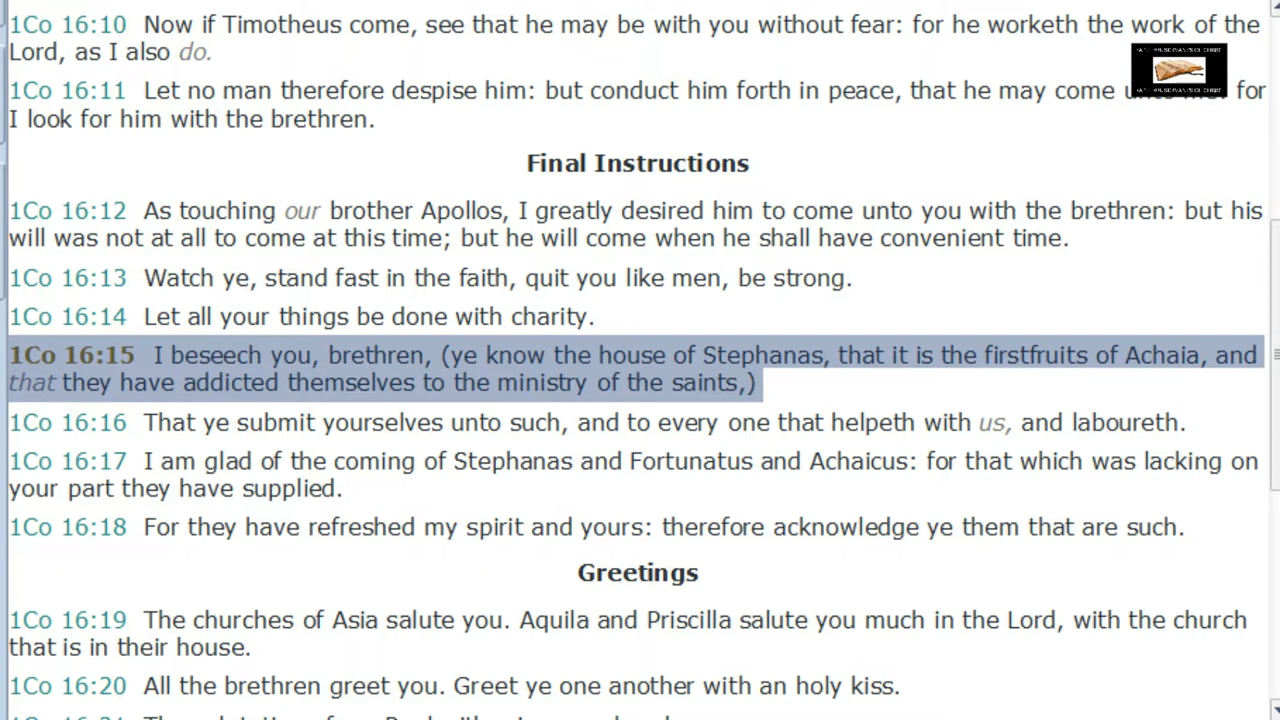 1Co 16:10 Now if Timotheus come, see that he may be with you without fear: for he worketh the work of the
Lord, as I also do.
1Co 16:11 Let no man therefore despise him: but conduct him forth in peace, that he may come for
I look for him with the brethren.
Final Instructions
1Co 16:12 As touching our brother Apollos, I greatly desired him to come unto you with the brethren: but his
will was not at all to come at this time; but he will come when he shall have convenient time.
1Co 16:13 Watch ye, stand fast in the faith, quit you like men, be strong.
1Co 16:14 Let all your things be done with charity.
1Co 16:15 I beseech you, brethren, (ye know the house of Stephanas, that it is the firstfruits of Achaia, and
that they have addicted themselves to the ministry of the saints,)
1Co 16:16 That ye submit yourselves unto such, and to every one that helpeth with us, and laboureth.
1Co 16:17 I am glad of the coming of Stephanas and Fortunatus and Achaicus: for that which was lacking on
your part they have supplied.
1Co 16:18 For they have refreshed my spirit and yours: therefore acknowledge ye them that are such.
Greetings
1Co 16:19 The churches of Asia salute you. Aquila and Priscilla salute you much in the Lord, with the church
that is in their house.
1Co 16:20 All the brethren greet you. Greet ye one another with an holy kiss.